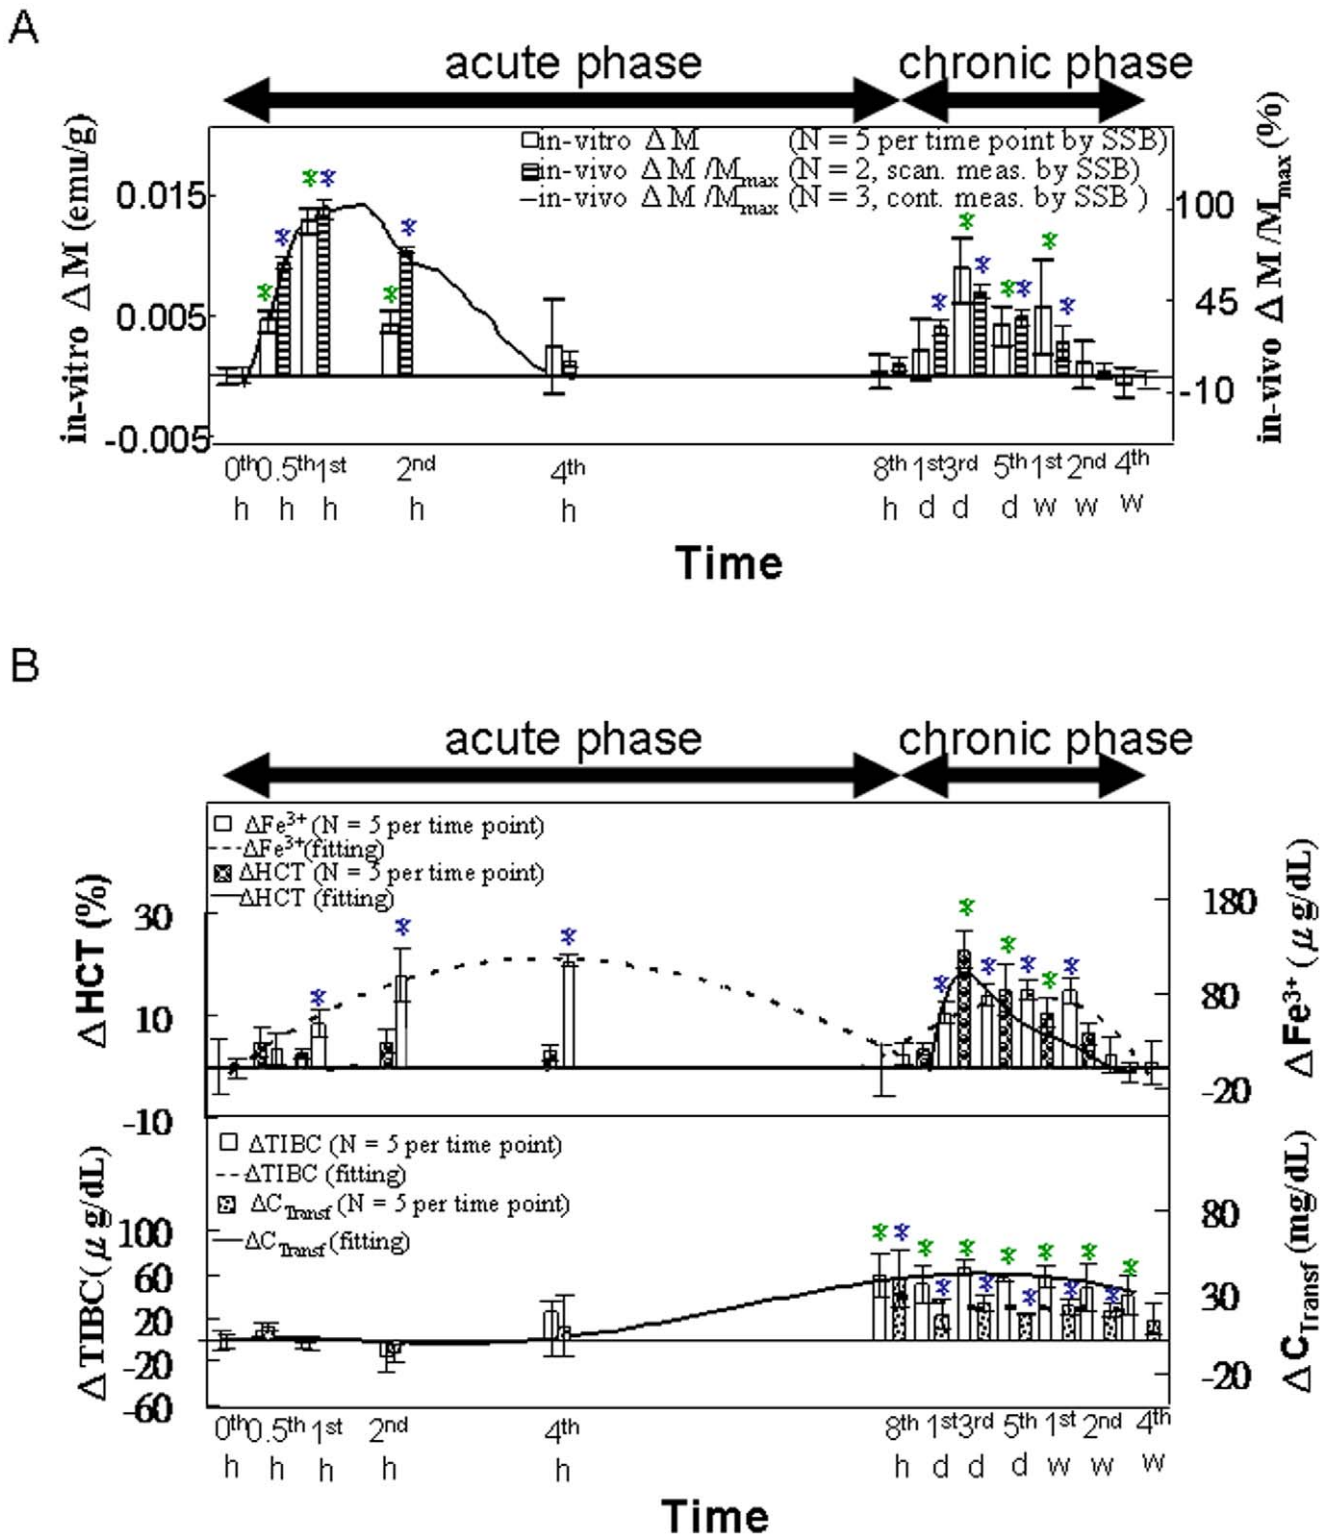 A
acute phase
chronic phase
in-vitro Δ M (emu/g)
in-vivo Δ M /Mmax (%)
in-vitro Δ M (N = 5 per time point by SSB)
in-vivo Δ M /Mmax (N = 2, scan. meas. by SSB)
in-vivo Δ M /Mmax (N = 3, cont. meas. by SSB )
0.015
0.005
-0.005
100
45
-10
0th 0.5th 1st 2nd 4th 8th 1st 3rd 5th 1st 2nd 4th
h h h h h h d d d w w w
Time
B
acute phase
chronic phase
ΔHCT (%)
ΔFe3+ (μg/dL)
ΔFe3+ (N = 5 per time point)
ΔFe3+(fitting)
ΔHCT (N = 5 per time point)
ΔHCT (fitting)
30
10
-10
180
80
-20
ΔTIBC(μg/dL)
ΔCTransf (mg/dL)
ΔTIBC (N = 5 per time point)
ΔTIBC (fitting)
ΔCTransf (N = 5 per time point)
ΔCTransf (fitting)
100
60
20
-20
-60
80
30
-20
0th 0.5th 1st 2nd 4th 8th 1st 3rd 5th 1st 2nd 4th
h h h h h h d d d w w w
Time